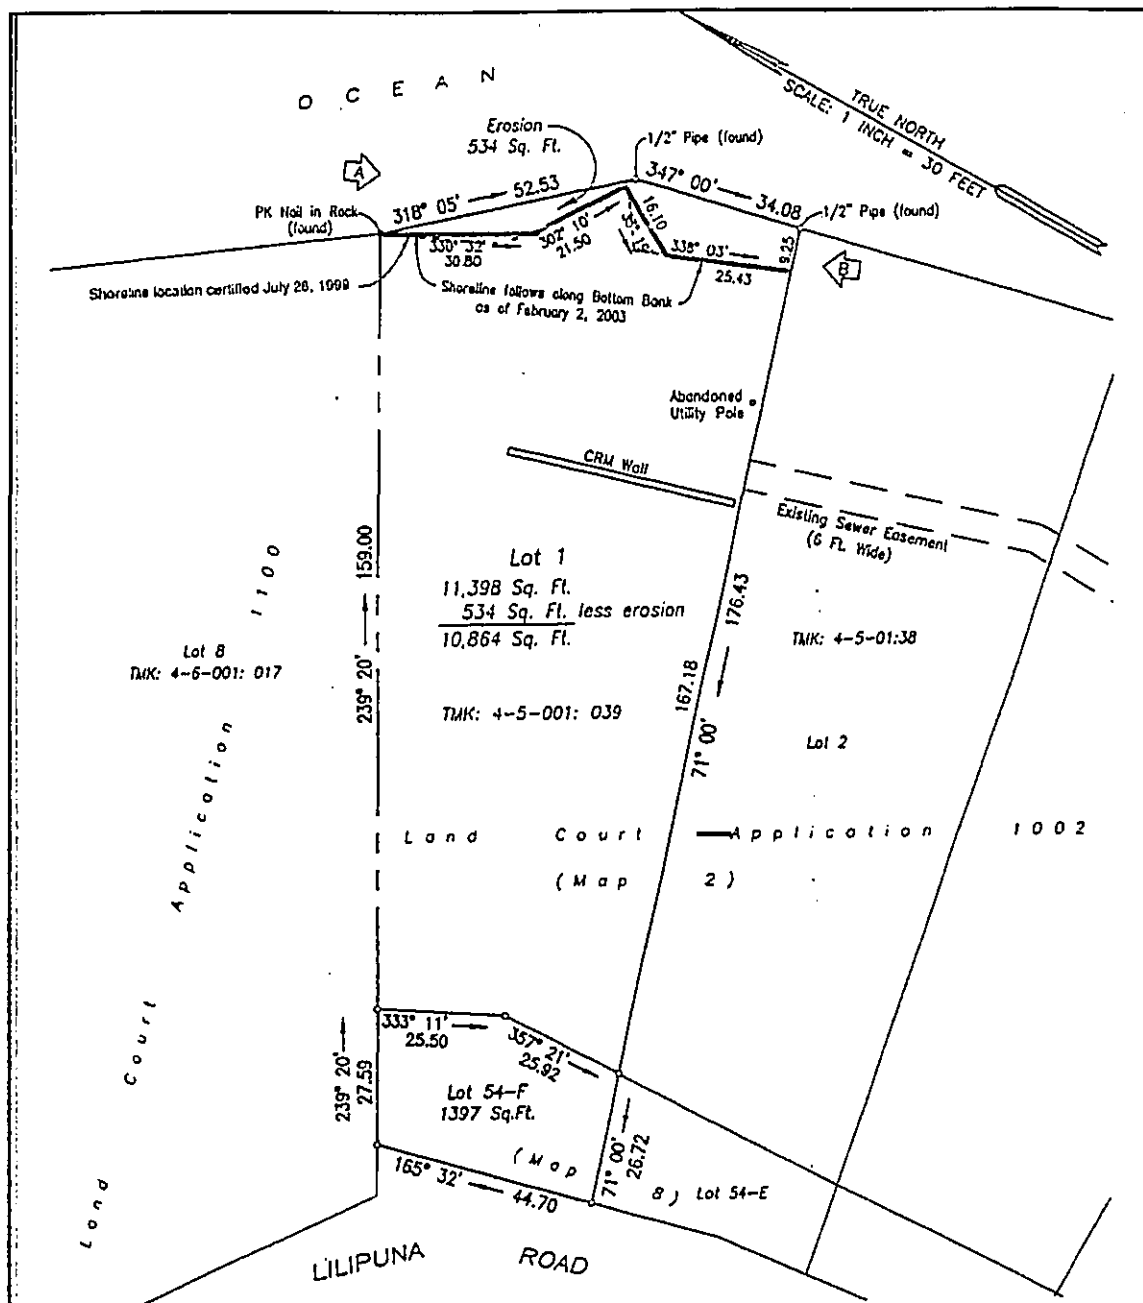 OCEAN
TRUE NORTH
SCALE: 1 INCH = 30 FEET
Erosion
534 Sq. Ft.
1/2" Pipe (found)
A
318° 05' 52.53
347° 00' 34.08
1/2" Pipe (found)
PK Nail in Rock
(found)
330° 32'
30.80
302° 10'
21.50
16.10
338° 03'
25.43
9.25
B
Shoreline location certified July 26, 1999
Shoreline follows along Bottom Bank
as of February 2, 2003
Abandoned
Utility Pole
CRM Wall
Existing Sewer Easement
(6 Ft. Wide)
239° 20' 159.00
Lot 1
11,398 Sq. Ft.
534 Sq. Ft. less erosion
10,864 Sq. Ft.
TMK: 4-5-001: 039
176.43
167.18
71° 00'
Lot 8
TMK: 4-6-001: 017
TMK: 4-5-01:38
Lot 2
Land Court Application 1100
Land Court Application 1002
(Map 2)
333° 11'
25.50
357° 21'
25.92
239° 20'
27.59
Lot 54-F
1397 Sq.Ft.
71° 00'
26.72
(Map 8)
Lot 54-E
165° 32' 44.70
LILIPUNA ROAD